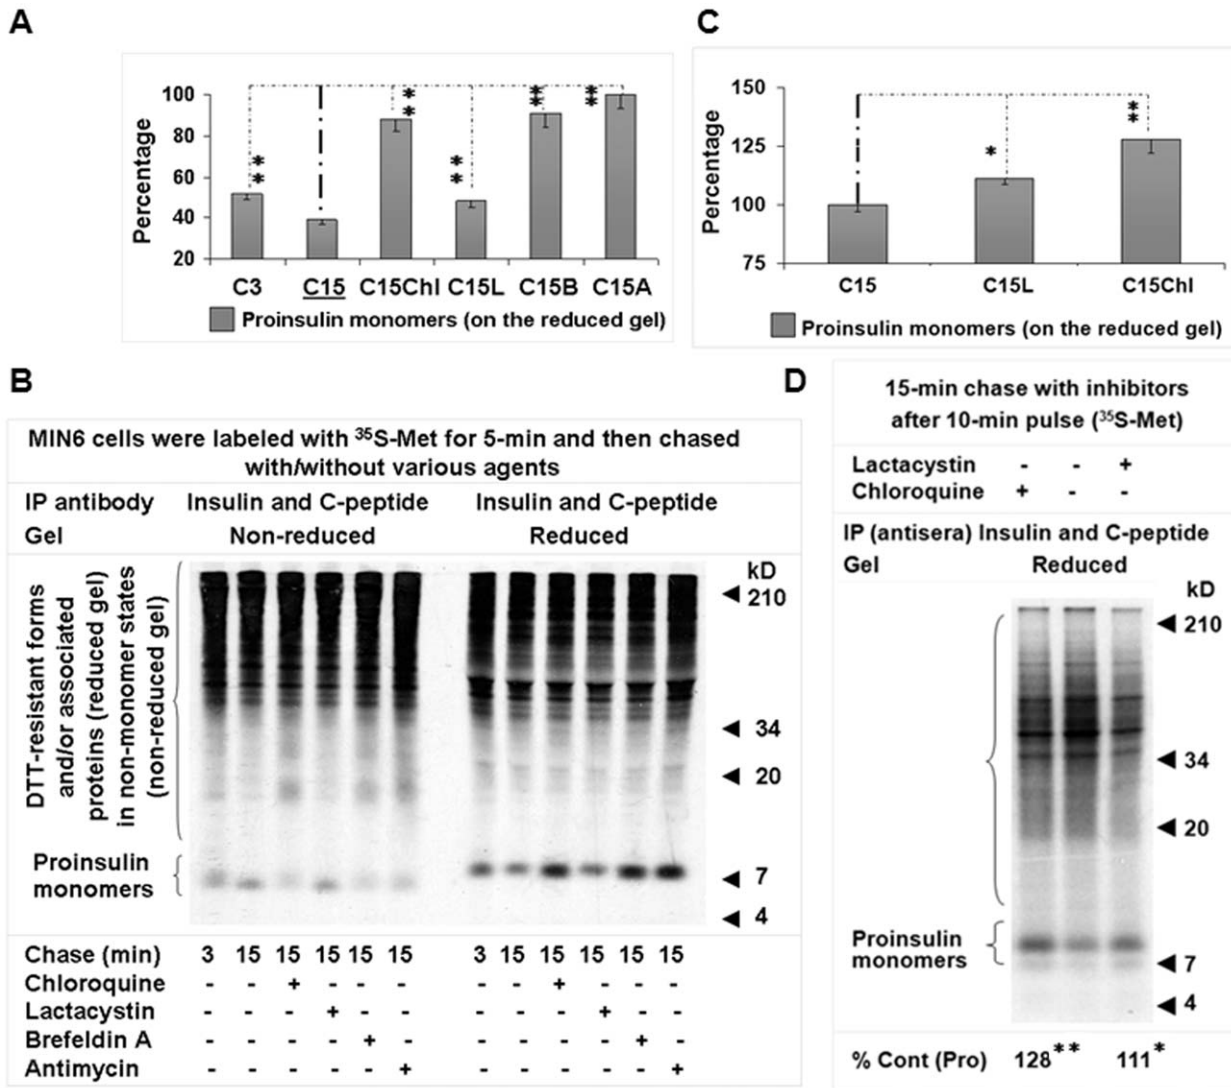 A
Percentage
100
80
60
40
20
**
**
**
**
**
C3 C15 C15Chl C15L C15B C15A
Proinsulin monomers (on the reduced gel)
C
Percentage
150
125
100
75
*
**
C15 C15L C15Chl
Proinsulin monomers (on the reduced gel)
B
MIN6 cells were labeled with ³⁵S-Met for 5-min and then chased
with/without various agents
IP antibody Insulin and C-peptide Insulin and C-peptide
Gel Non-reduced Reduced
DTT-resistant forms
and/or associated
proteins (reduced gel)
in non-monomer states
(non-reduced gel)
kD
210
34
20
7
4
Proinsulin
monomers
Chase (min) 3 15 15 15 15 15 3 15 15 15 15 15
Chloroquine - - + - - - - - + - - -
Lactacystin - - - + - - - - - + - -
Brefeldin A - - - - + - - - - - + -
Antimycin - - - - - + - - - - - +
D
15-min chase with inhibitors
after 10-min pulse (³⁵S-Met)
Lactacystin - - +
Chloroquine + - -
IP (antisera) Insulin and C-peptide
Gel Reduced
kD
210
34
20
7
4
Proinsulin
monomers
% Cont (Pro) 128** 111*